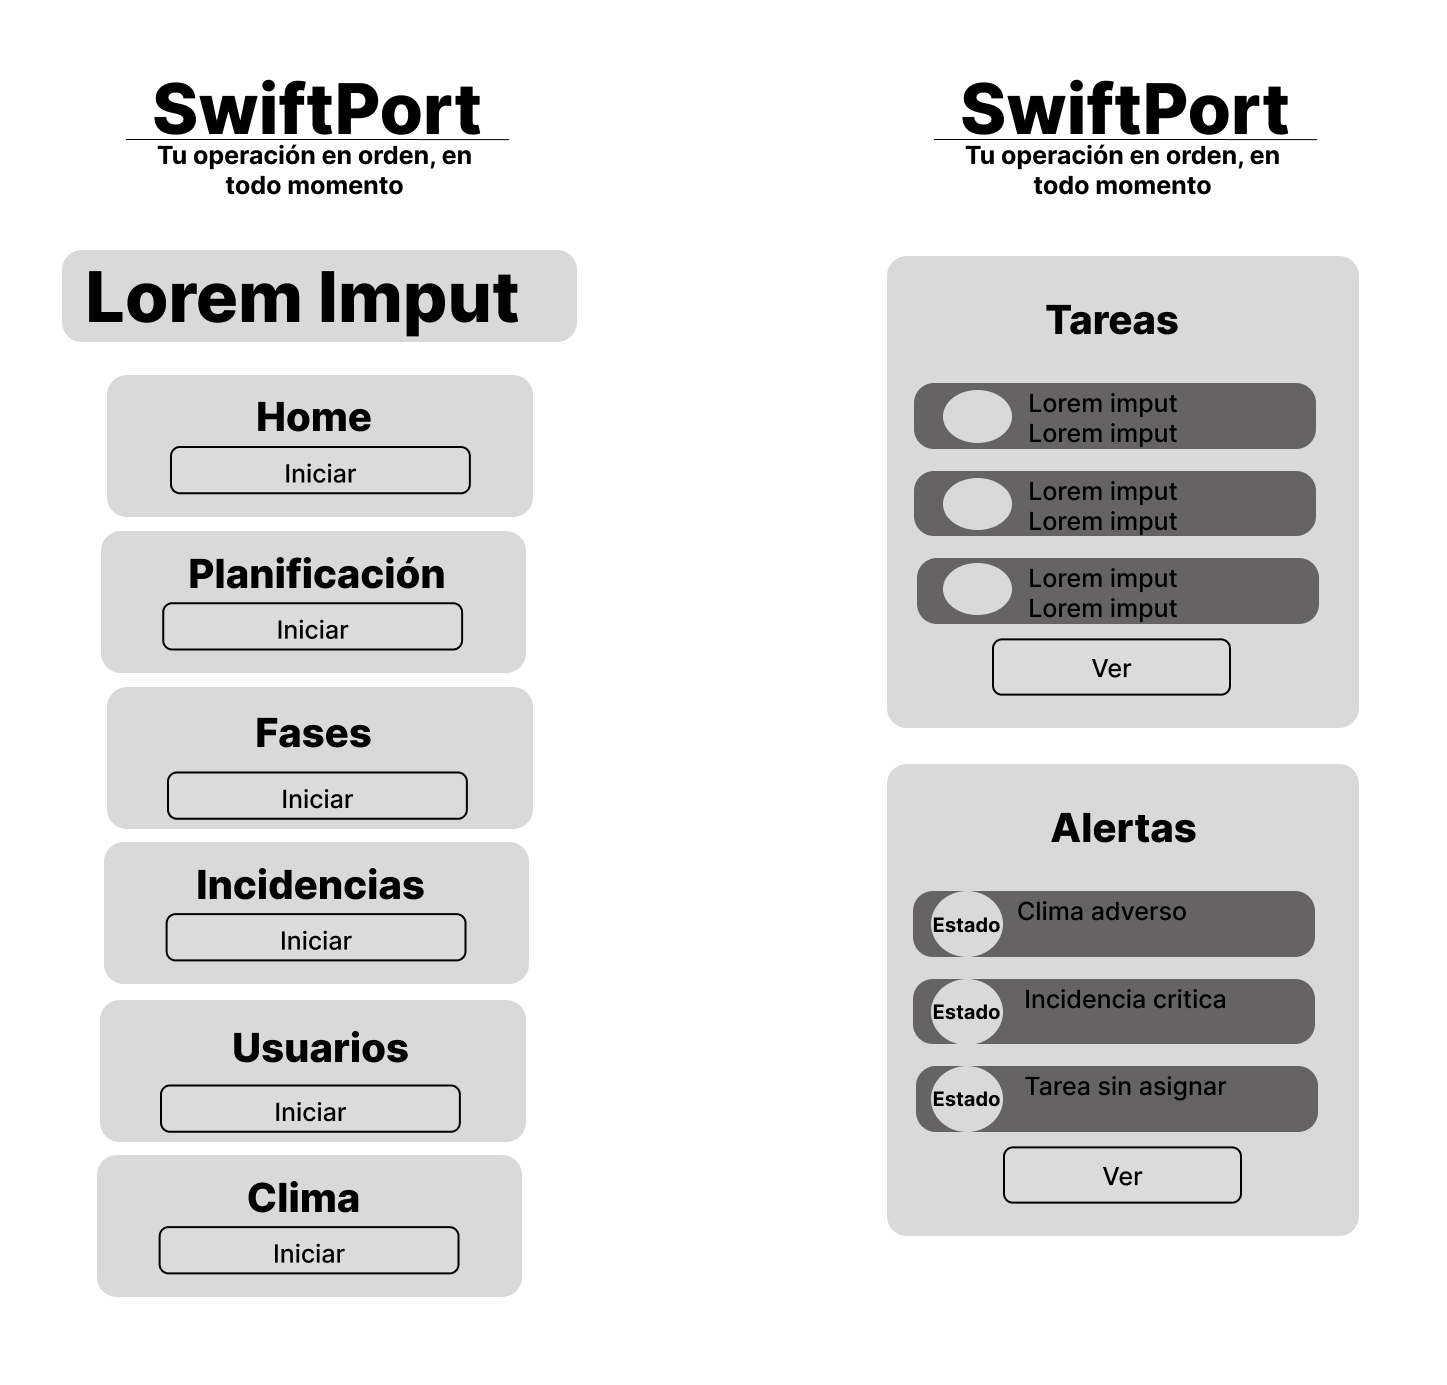 SwiftPort
Tu operación en orden, en
todo momento
Lorem Imput
Home
Iniciar
Planificación
Iniciar
Fases
Iniciar
Incidencias
Iniciar
Usuarios
Iniciar
Clima
Iniciar
SwiftPort
Tu operación en orden, en
todo momento
Tareas
Lorem imput
Lorem imput
Lorem imput
Lorem imput
Lorem imput
Lorem imput
Ver
Alertas
Estado
Clima adverso
Estado
Incidencia critica
Estado
Tarea sin asignar
Ver